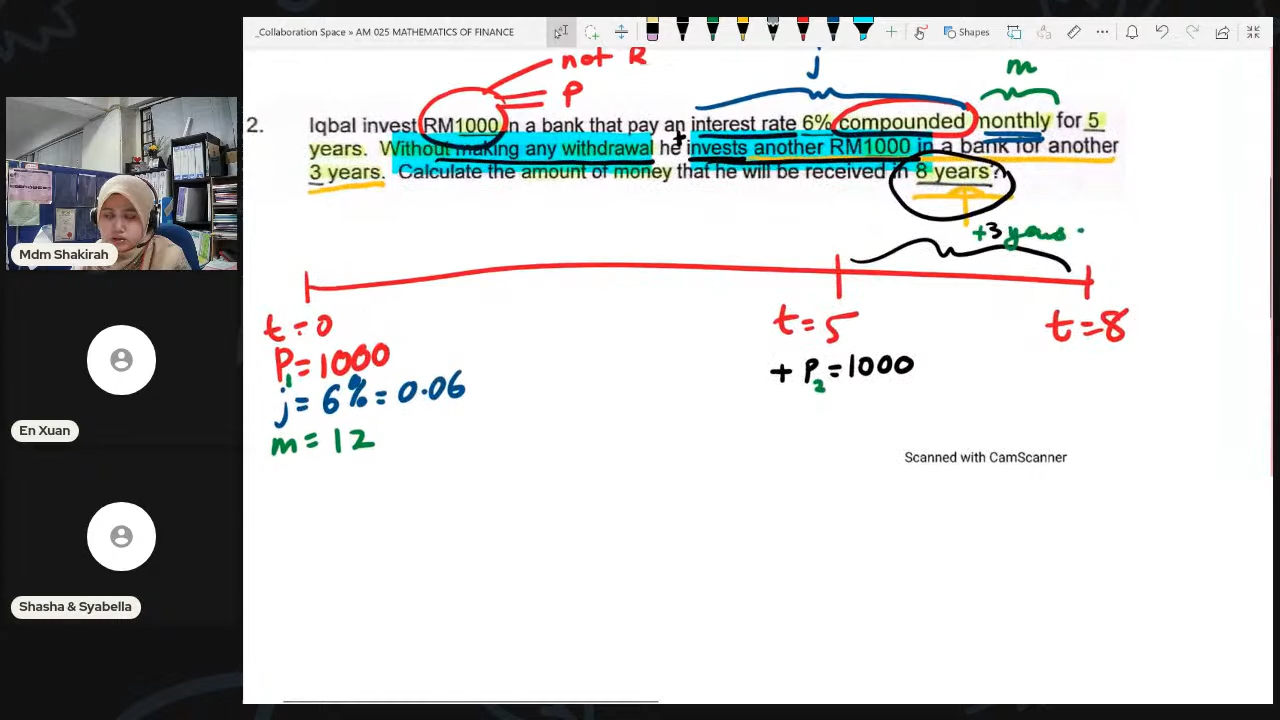 _Collaboration Space » AM 025 MATHEMATICS OF FINANCE
Shapes
not R
P
j
m
2. Iqbal invest RM1000 in a bank that pay an interest rate 6% compounded monthly for 5
years. Without making any withdrawal he invests another RM1000 in a bank for another
3 years. Calculate the amount of money that he will be received in 8 years?
+
+3 years.
t=0
t=5
t=8
P1=1000
+ P2=1000
j= 6% = 0.06
m= 12
Scanned with CamScanner
Mdm Shakirah
En Xuan
Shasha & Syabella